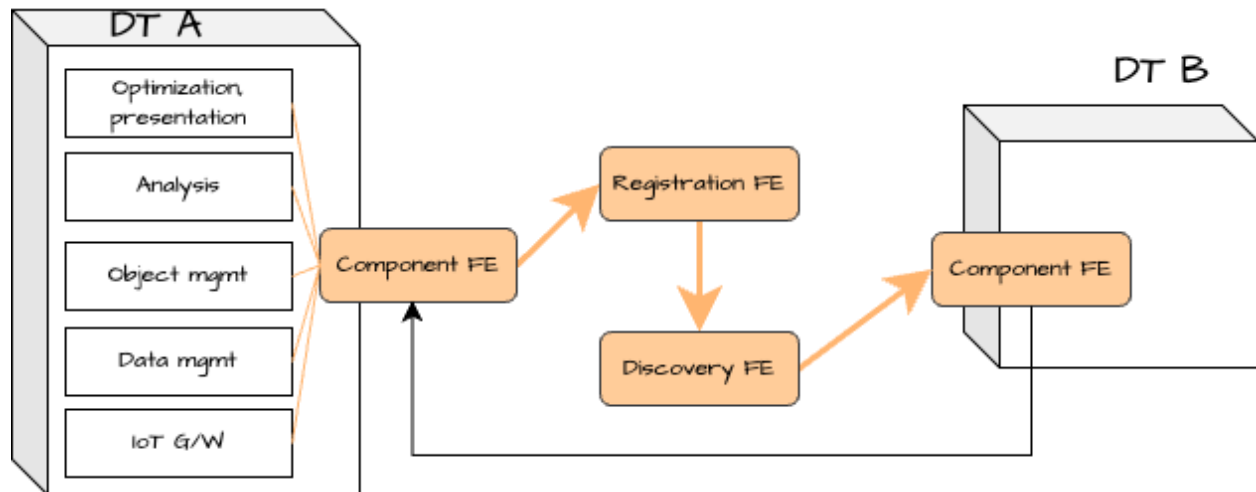 DT A
Optimization,
presentation
Analysis
Object mgmt
Data mgmt
IoT G/W
Component FE
Registration FE
Discovery FE
DT B
Component FE